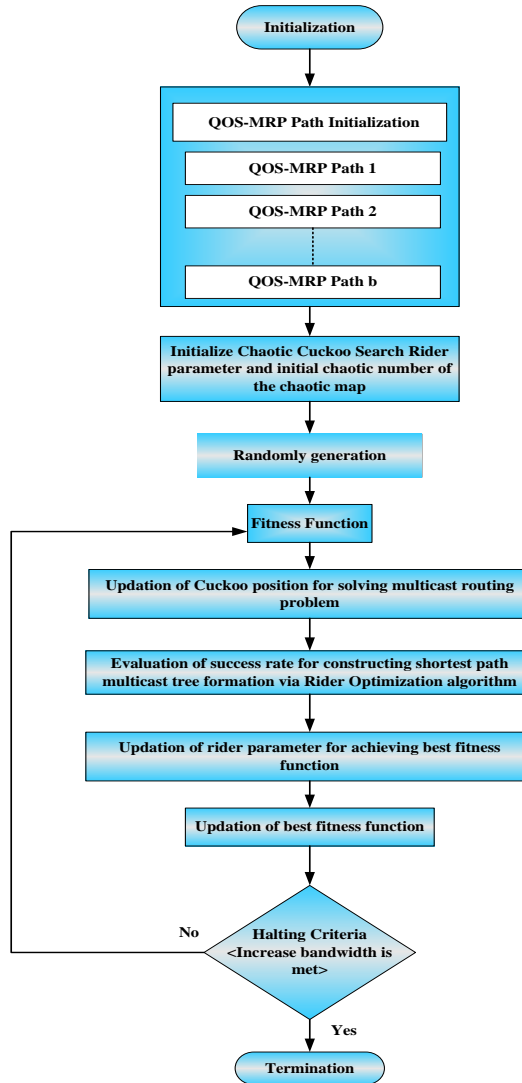 Initialization
QOS-MRP Path Initialization
QOS-MRP Path 1
QOS-MRP Path 2
QOS-MRP Path b
Initialize Chaotic Cuckoo Search Rider
parameter and initial chaotic number of
the chaotic map
Randomly generation
Fitness Function
Updation of Cuckoo position for solving multicast routing
problem
Evaluation of success rate for constructing shortest path
multicast tree formation via Rider Optimization algorithm
Updation of rider parameter for achieving best fitness
function
Updation of best fitness function
No
Halting Criteria
<Increase bandwidth is
met>
Yes
Termination